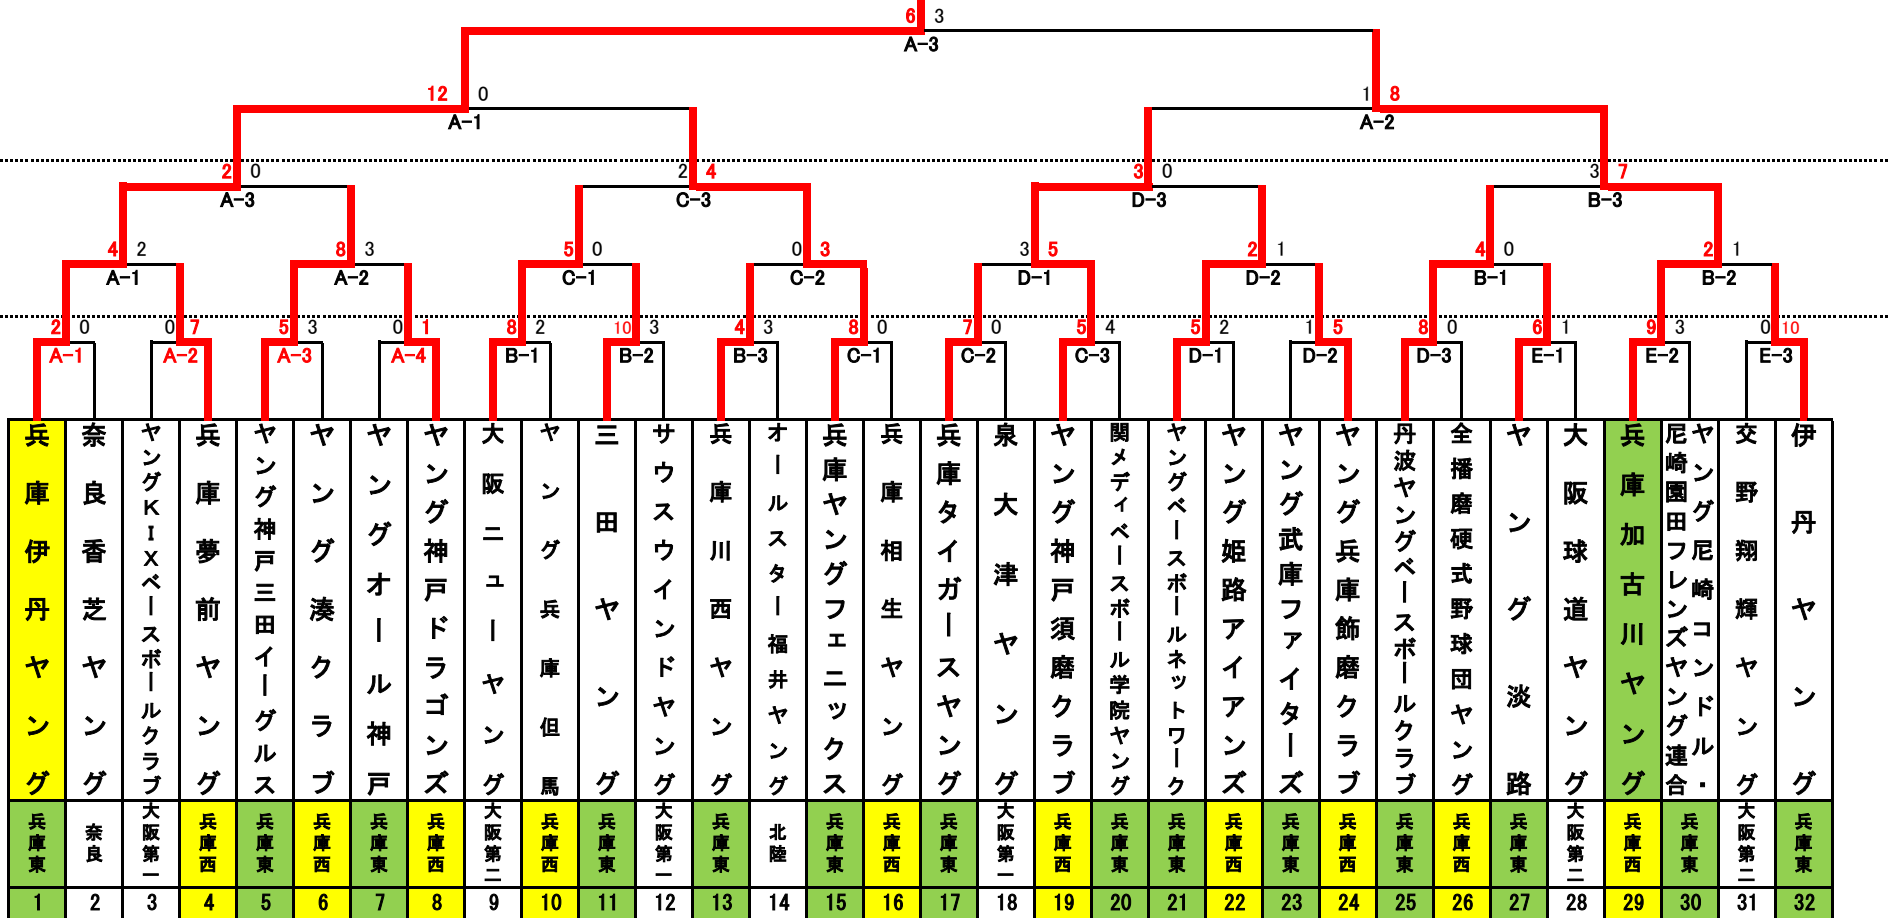 6 3
A-3
12 0 1 8
A-1 A-2
2 0 2 4 3 0 3 7
A-3 C-3 D-3 B-3
4 2 8 3 5 0 0 3 3 5 2 1 4 0 2 1
A-1 A-2 C-1 C-2 D-1 D-2 B-1 B-2
2 0 0 7 5 3 0 1 8 2 10 3 4 3 8 0 7 0 5 4 5 2 1 5 8 0 6 1 9 3 0 10
A-1 A-2 A-3 A-4 B-1 B-2 B-3 C-1 C-2 C-3 D-1 D-2 D-3 E-1 E-2 E-3
兵庫伊丹ヤング
奈良香芝ヤング
ヤングKIXベースボールクラブ
兵庫夢前ヤング
ヤング神戸三田イーグルス
ヤング湊クラブ
ヤングオール神戸
ヤング神戸ドラゴンズ
大阪ニューヤング
ヤング兵庫但馬
三田ヤング
サウスウインドヤング
兵庫川西ヤング
オールスター福井ヤング
兵庫ヤングフェニックス
兵庫相生ヤング
兵庫タイガースヤング
泉大津ヤング
ヤング神戸須磨クラブ
関メディベースボール学院ヤング
ヤングベースボールネットワーク
ヤング姫路アイアンズ
ヤング武庫ファイターズ
ヤング兵庫飾磨クラブ
丹波ヤングベースボールクラブ
全播磨硬式野球団ヤング
ヤング淡路
大阪球道ヤング
兵庫加古川ヤング
ヤング尼崎コンドル・
尼崎園田フレンズヤング連合
交野翔輝ヤング
伊丹ヤング
兵庫東 奈良 大阪第一 兵庫西 兵庫東 兵庫西 兵庫東 兵庫西 大阪第二 兵庫西 兵庫東 大阪第一 兵庫東 北陸 兵庫東 兵庫西 兵庫東 大阪第一 兵庫西 兵庫東 兵庫東 兵庫西 兵庫東 兵庫西 兵庫東 兵庫西 兵庫東 大阪第二 兵庫西 兵庫東 大阪第二 兵庫東
1 2 3 4 5 6 7 8 9 10 11 12 13 14 15 16 17 18 19 20 21 22 23 24 25 26 27 28 29 30 31 32